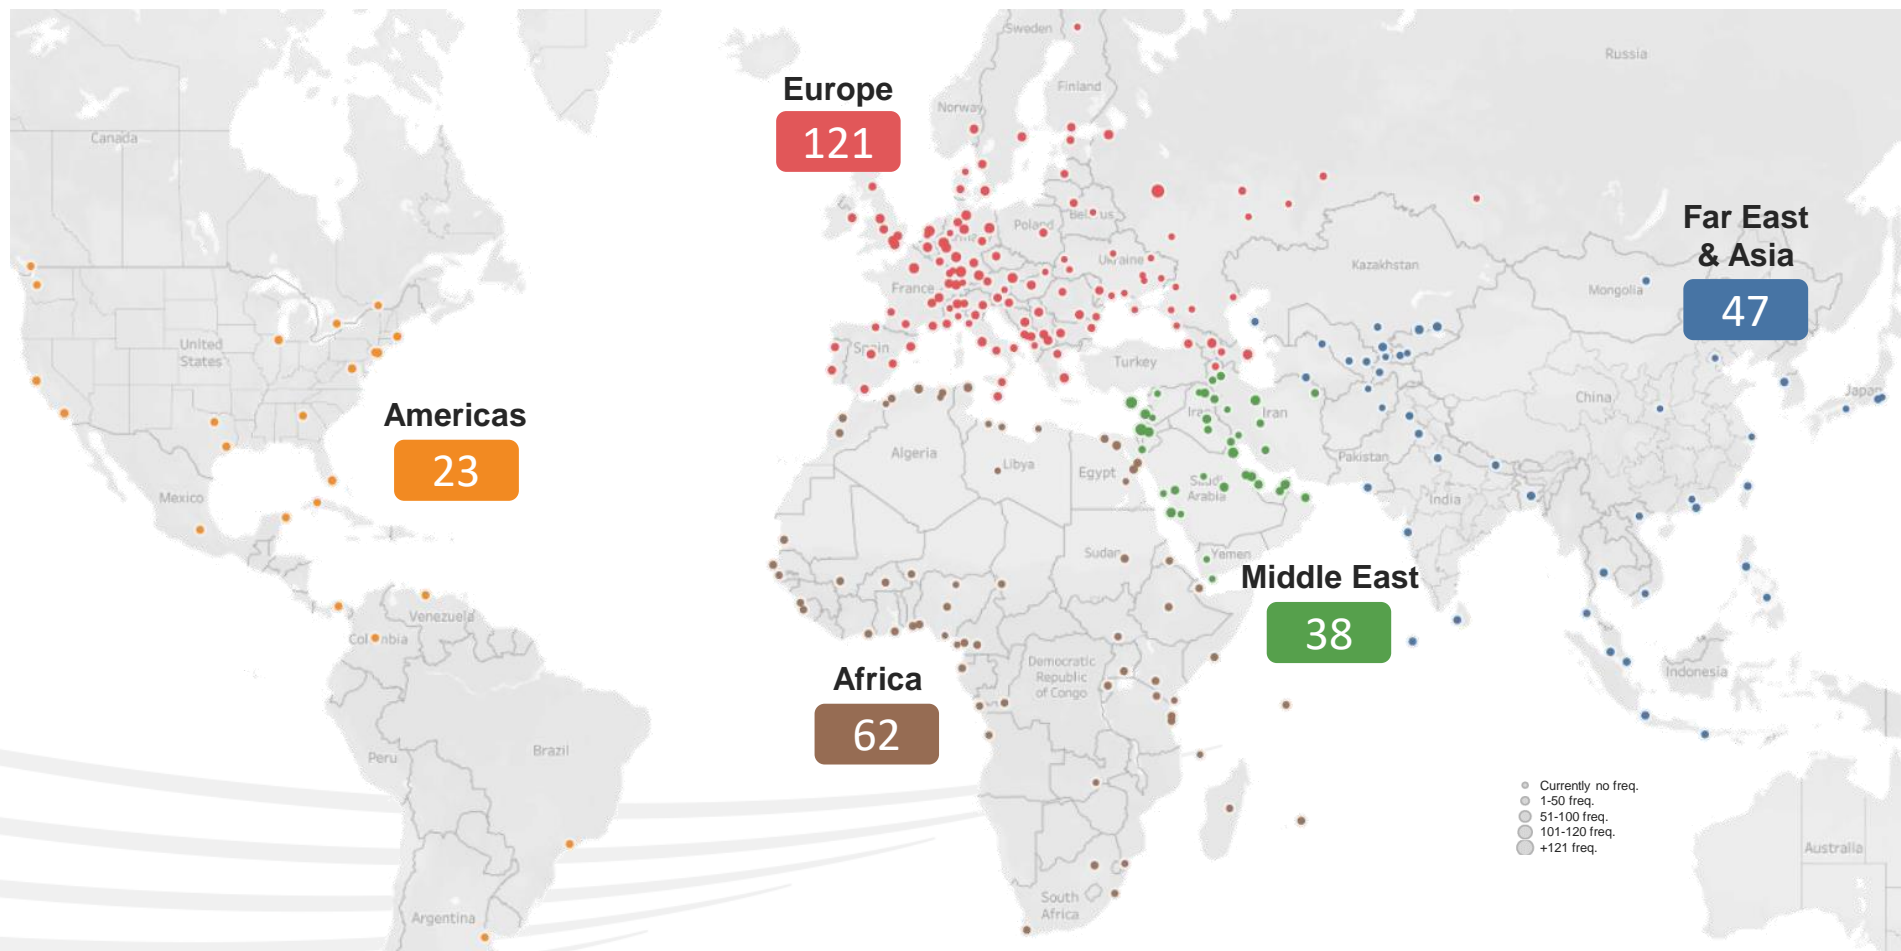 Sweden
Russia
Finland
Norway
Canada
Europe
121
Poland
Ukraine
France
Spain
Turkey
Kazakhstan
Mongolia
Far East
& Asia
47
China
Japan
United
States
Americas
23
Mexico
Algeria
Libya
Egypt
Iran
Pakistan
India
Saudi
Arabia
Sudan
Yemen
Middle East
38
Venezuela
Africa
62
Democratic
Republic
of Congo
Indonesia
Peru
Brazil
Currently no freq.
1-50 freq.
51-100 freq.
101-120 freq.
+121 freq.
Australia
South
Africa
Argentina